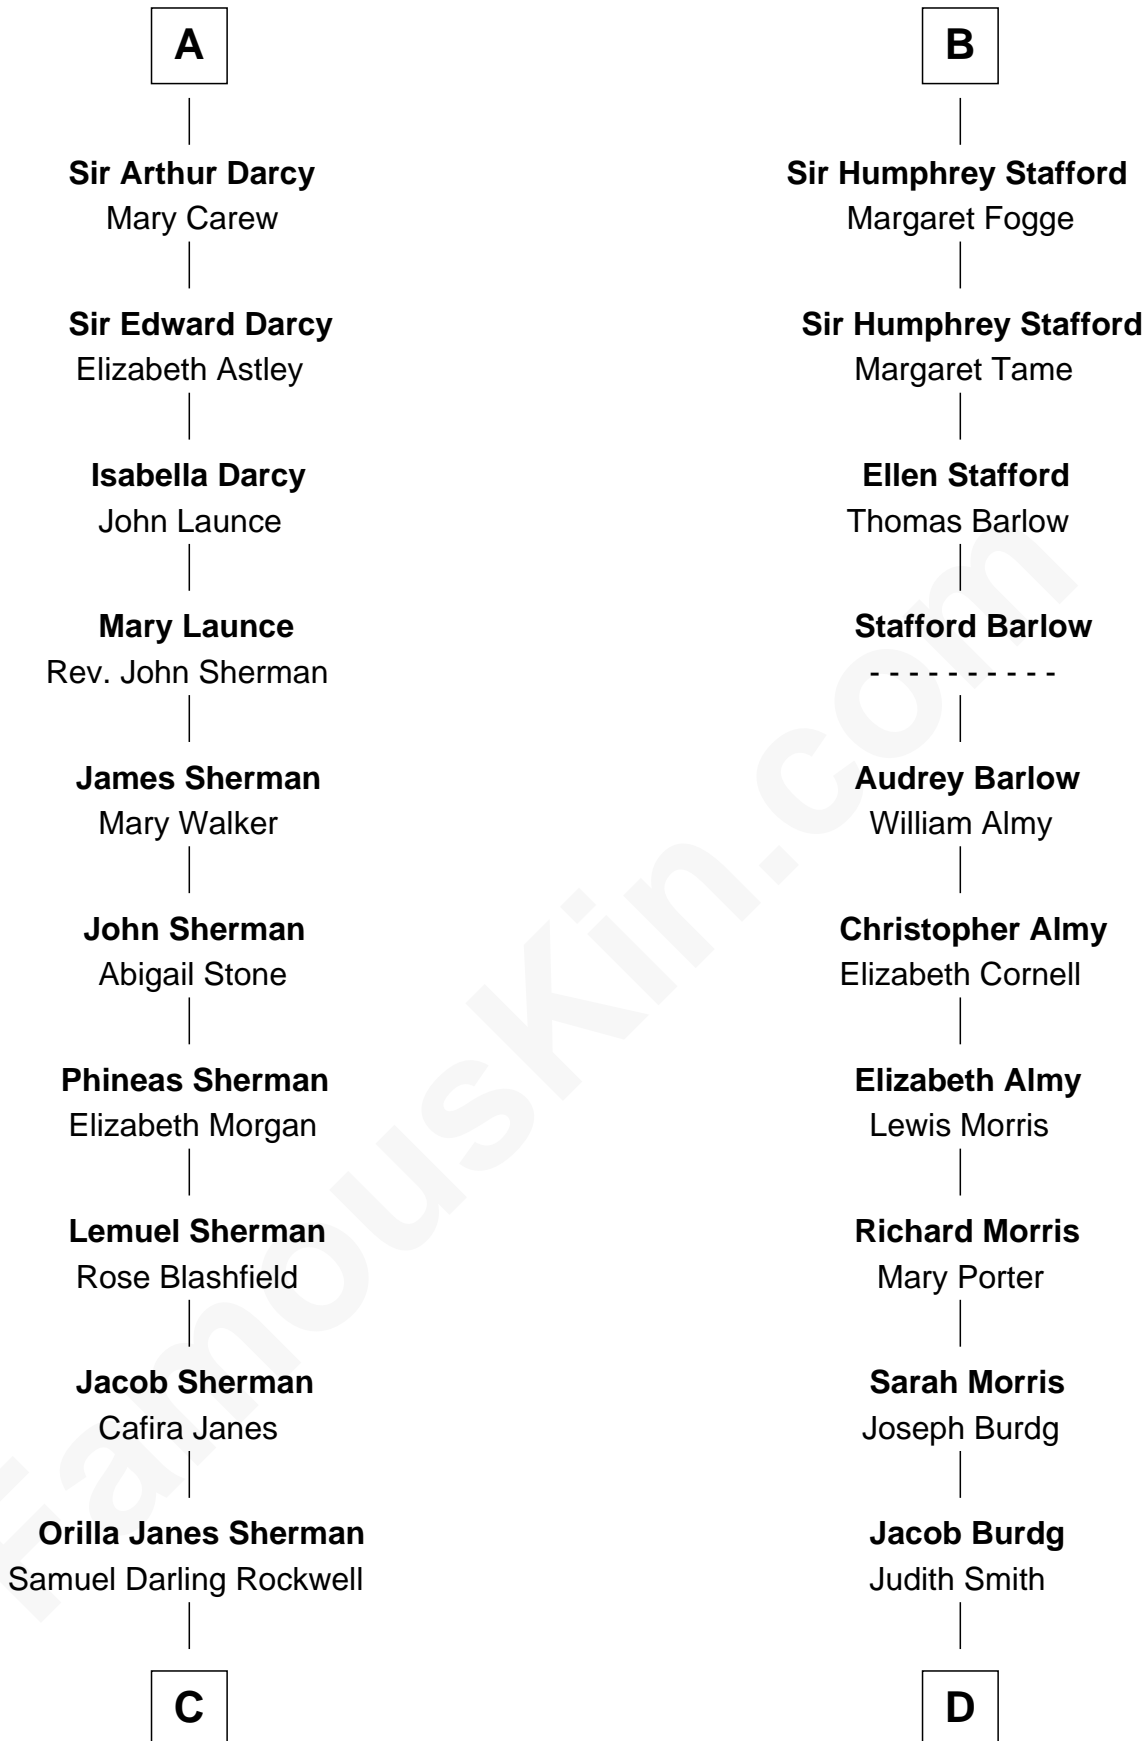 A
Sir Arthur Darcy
Mary Carew
Sir Edward Darcy
Elizabeth Astley
Isabella Darcy
John Launce
Mary Launce
Rev. John Sherman
James Sherman
Mary Walker
John Sherman
Abigail Stone
Phineas Sherman
Elizabeth Morgan
Lemuel Sherman
Rose Blashfield
Jacob Sherman
Cafira Janes
Orilla Janes Sherman
Samuel Darling Rockwell
C
B
Sir Humphrey Stafford
Margaret Fogge
Sir Humphrey Stafford
Margaret Tame
Ellen Stafford
Thomas Barlow
Stafford Barlow
- - - - - - - - - -
Audrey Barlow
William Almy
Christopher Almy
Elizabeth Cornell
Elizabeth Almy
Lewis Morris
Richard Morris
Mary Porter
Sarah Morris
Joseph Burdg
Jacob Burdg
Judith Smith
D
FamousKin.com